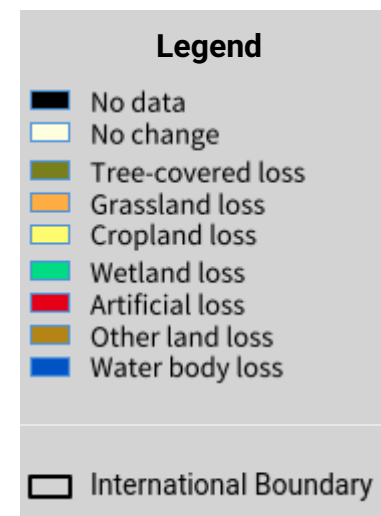 Legend
No data
No change
Tree-covered loss
Grassland loss
Cropland loss
Wetland loss
Artificial loss
Other land loss
Water body loss
International Boundary